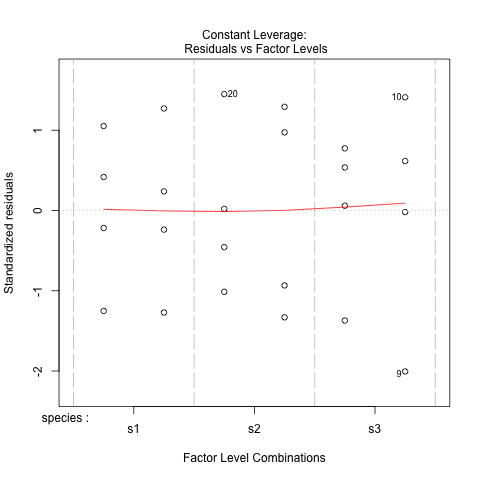 Constant Leverage:
Residuals vs Factor Levels
Standardized residuals
1
0
-1
-2
20
10
9
species :
s1
s2
s3
Factor Level Combinations